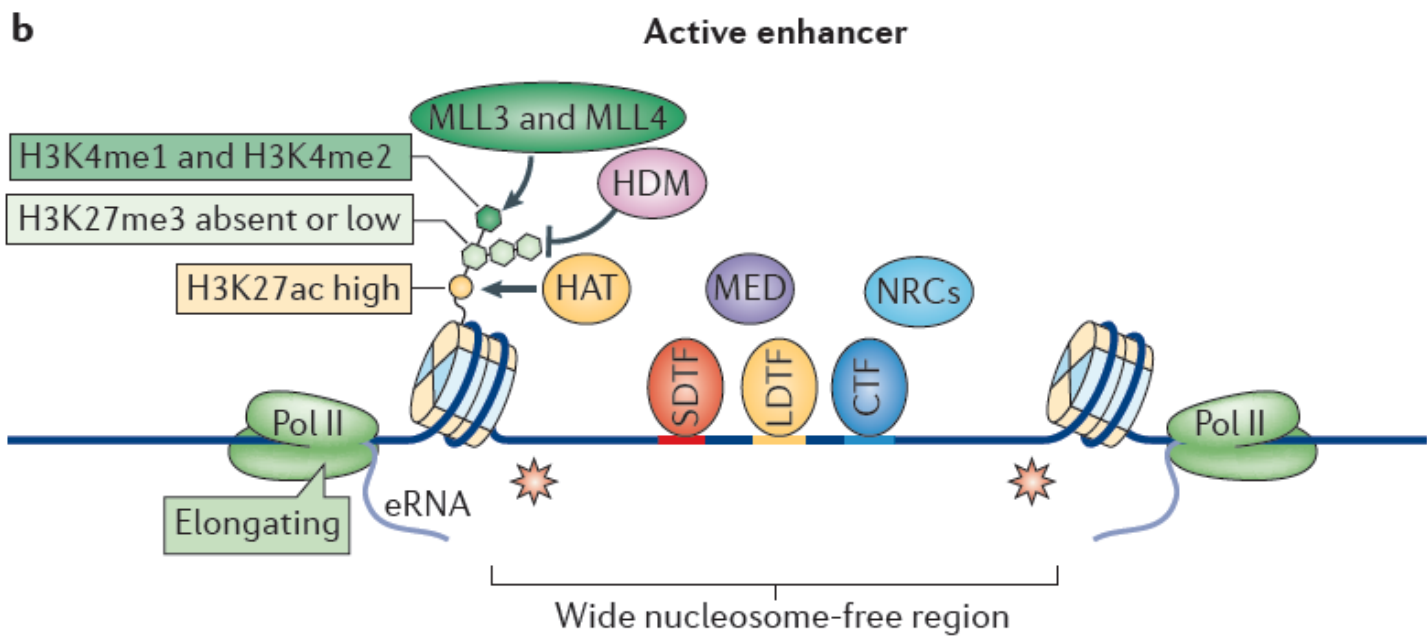 b
Active enhancer
MLL3 and MLL4
H3K4me1 and H3K4me2
HDM
H3K27me3 absent or low
H3K27ac high
HAT
MED
NRCs
SDTF
LDTF
CTF
Pol II
Pol II
eRNA
Elongating
Wide nucleosome-free region